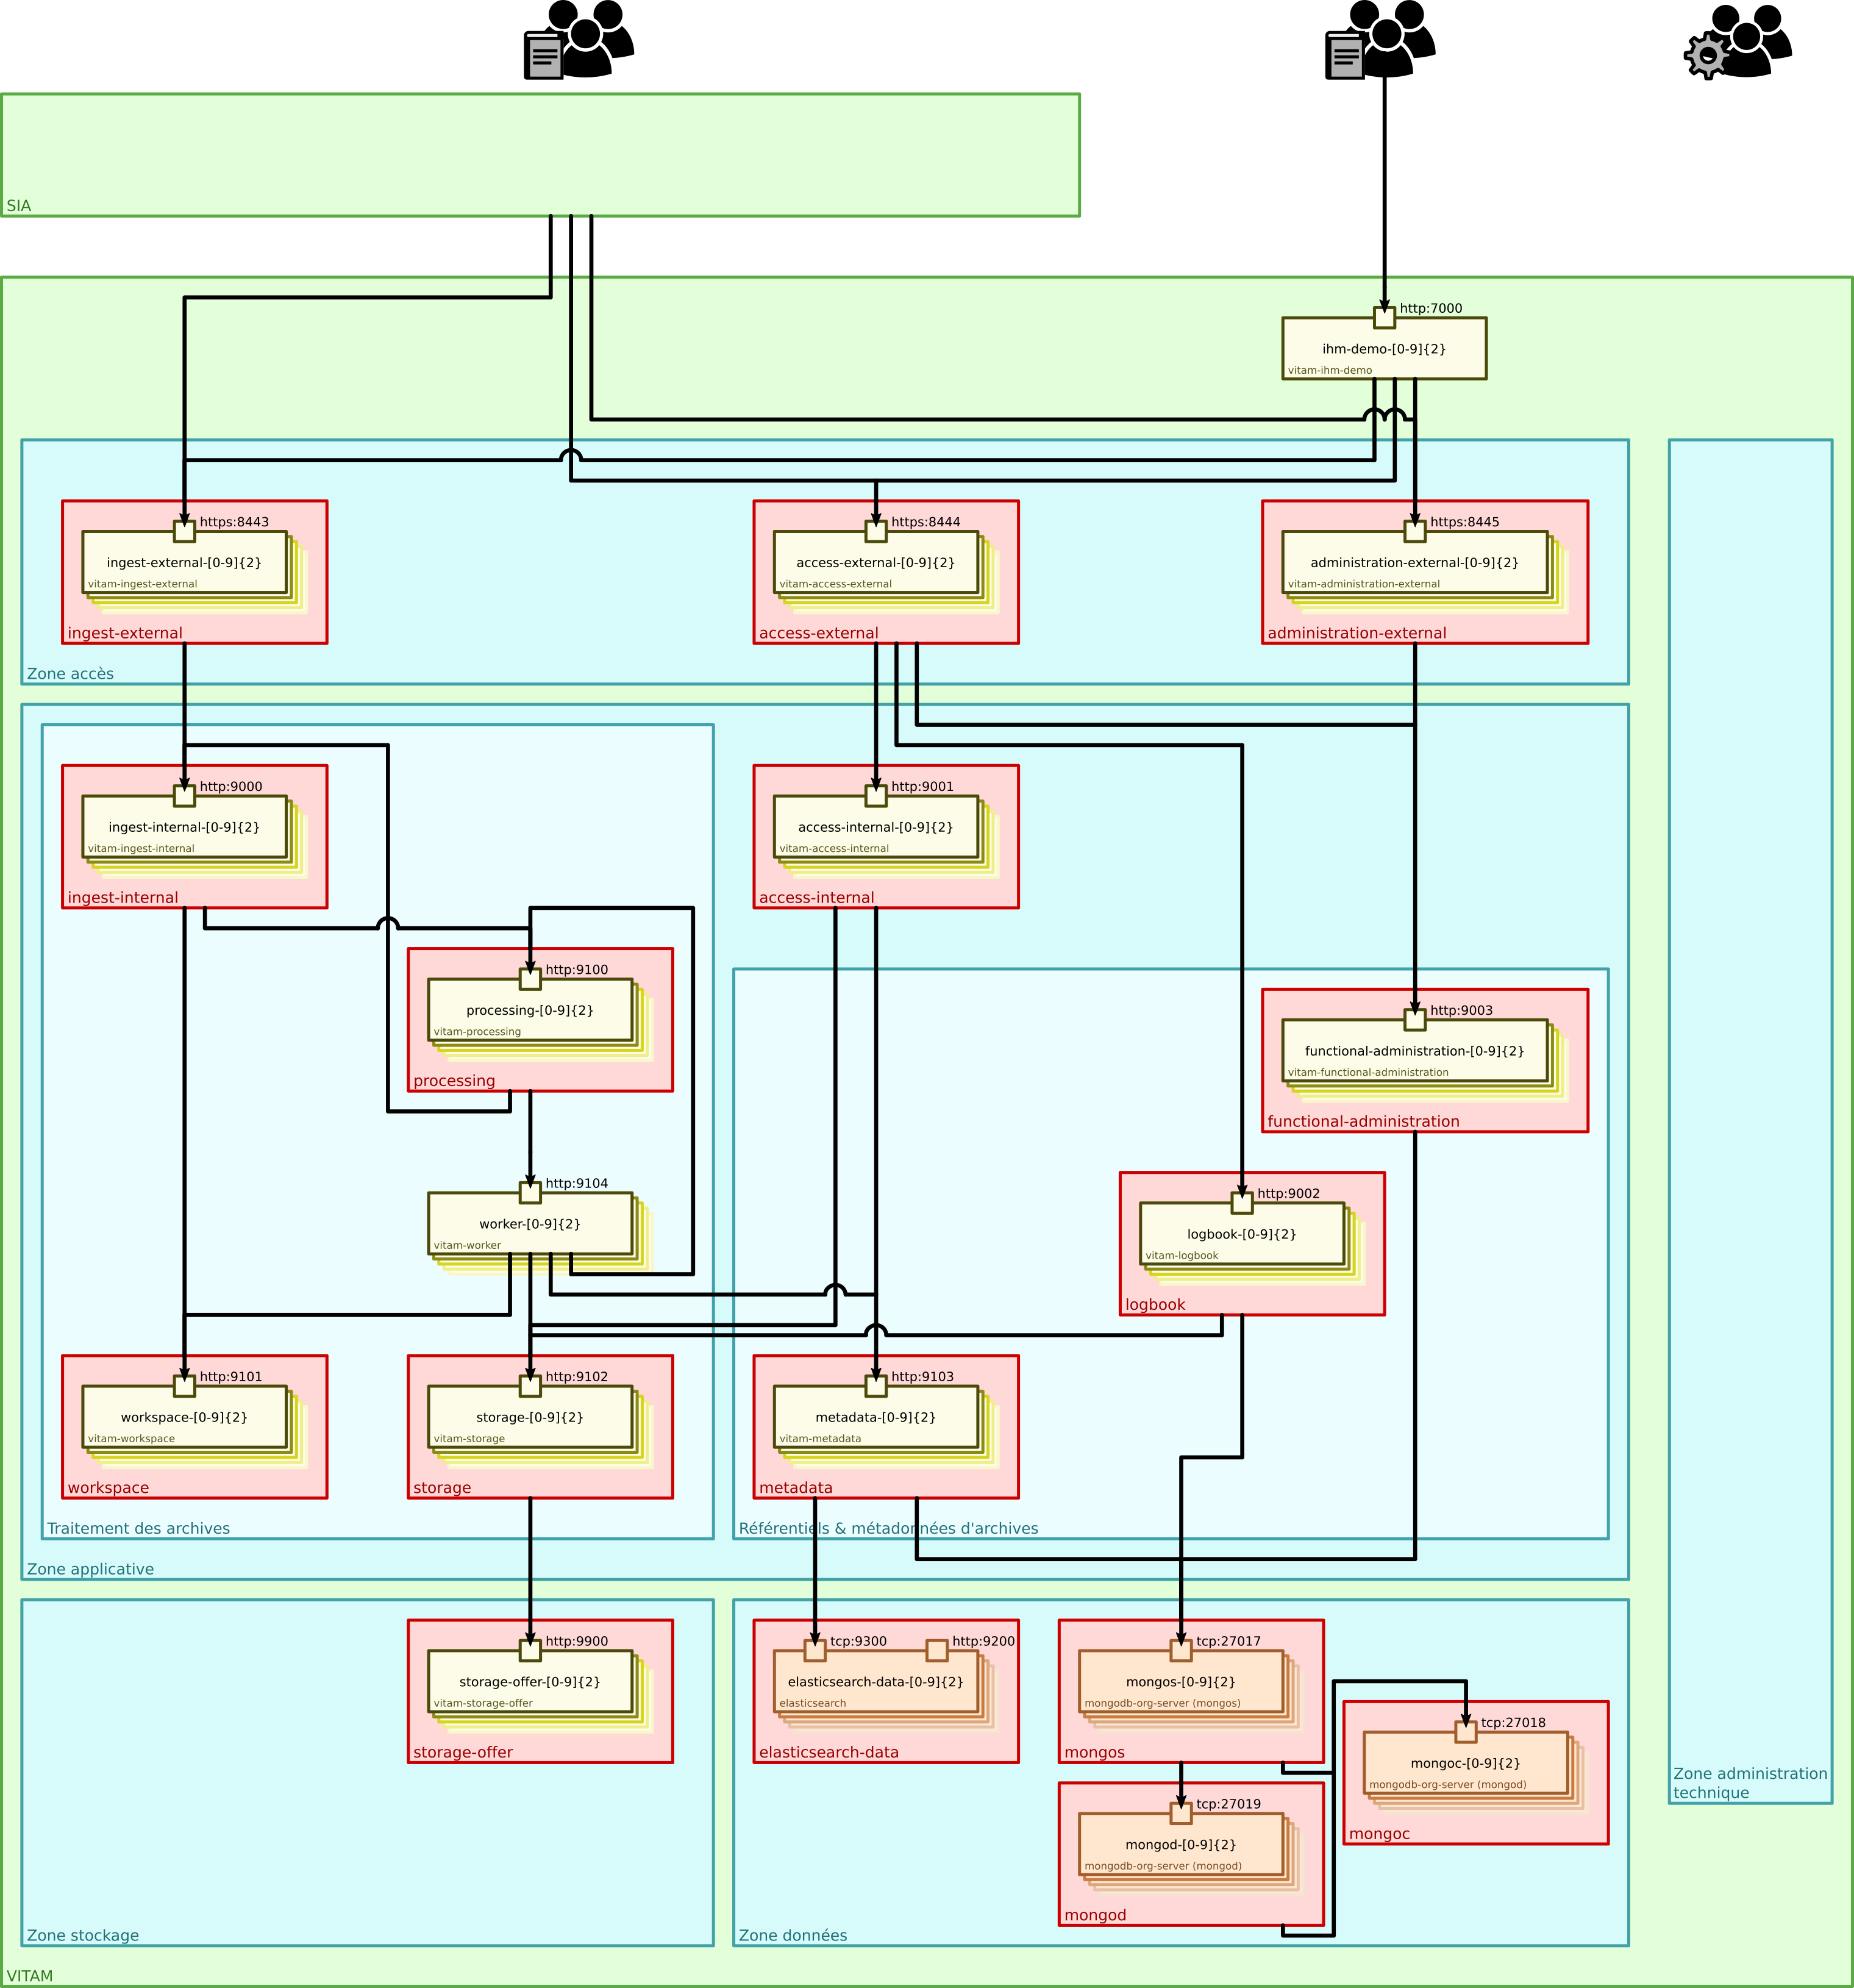 SIA
http:7000
ihm-demo-[0-9]{2}
vitam-ihm-demo
https:8443
ingest-external-[0-9]{2}
vitam-ingest-external
ingest-external
https:8444
access-external-[0-9]{2}
vitam-access-external
access-external
https:8445
administration-external-[0-9]{2}
vitam-administration-external
administration-external
Zone accès
http:9000
ingest-internal-[0-9]{2}
vitam-ingest-internal
ingest-internal
http:9001
access-internal-[0-9]{2}
vitam-access-internal
access-internal
http:9100
processing-[0-9]{2}
vitam-processing
processing
http:9003
functional-administration-[0-9]{2}
vitam-functional-administration
functional-administration
http:9104
worker-[0-9]{2}
vitam-worker
http:9002
logbook-[0-9]{2}
vitam-logbook
logbook
http:9101
workspace-[0-9]{2}
vitam-workspace
workspace
http:9102
storage-[0-9]{2}
vitam-storage
storage
http:9103
metadata-[0-9]{2}
vitam-metadata
metadata
Traitement des archives
Référentiels & métadonnées d'archives
Zone applicative
http:9900
storage-offer-[0-9]{2}
vitam-storage-offer
storage-offer
tcp:9300
http:9200
elasticsearch-data-[0-9]{2}
elasticsearch
elasticsearch-data
tcp:27017
mongos-[0-9]{2}
mongodb-org-server (mongos)
mongos
tcp:27018
mongoc-[0-9]{2}
mongodb-org-server (mongod)
mongoc
tcp:27019
mongod-[0-9]{2}
mongodb-org-server (mongod)
mongod
Zone administration
technique
Zone stockage
Zone données
VITAM